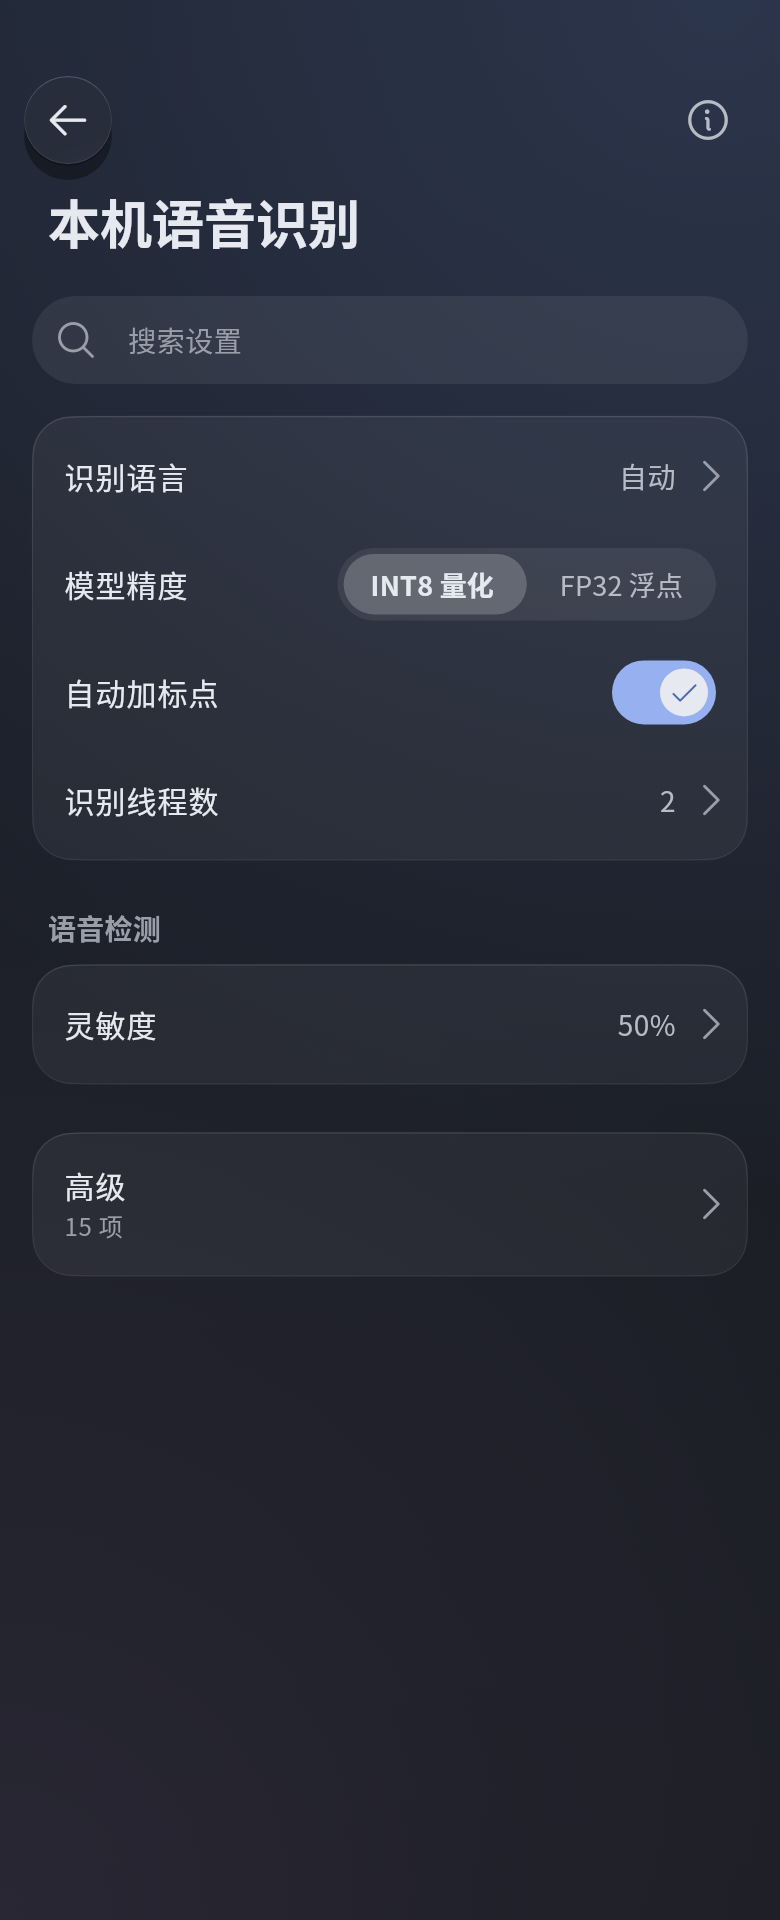 本机语音识别
搜索设置
识别语言 自动
模型精度 INT8 量化 FP32 浮点
自动加标点
识别线程数 2
语音检测
灵敏度 50%
高级
15 项